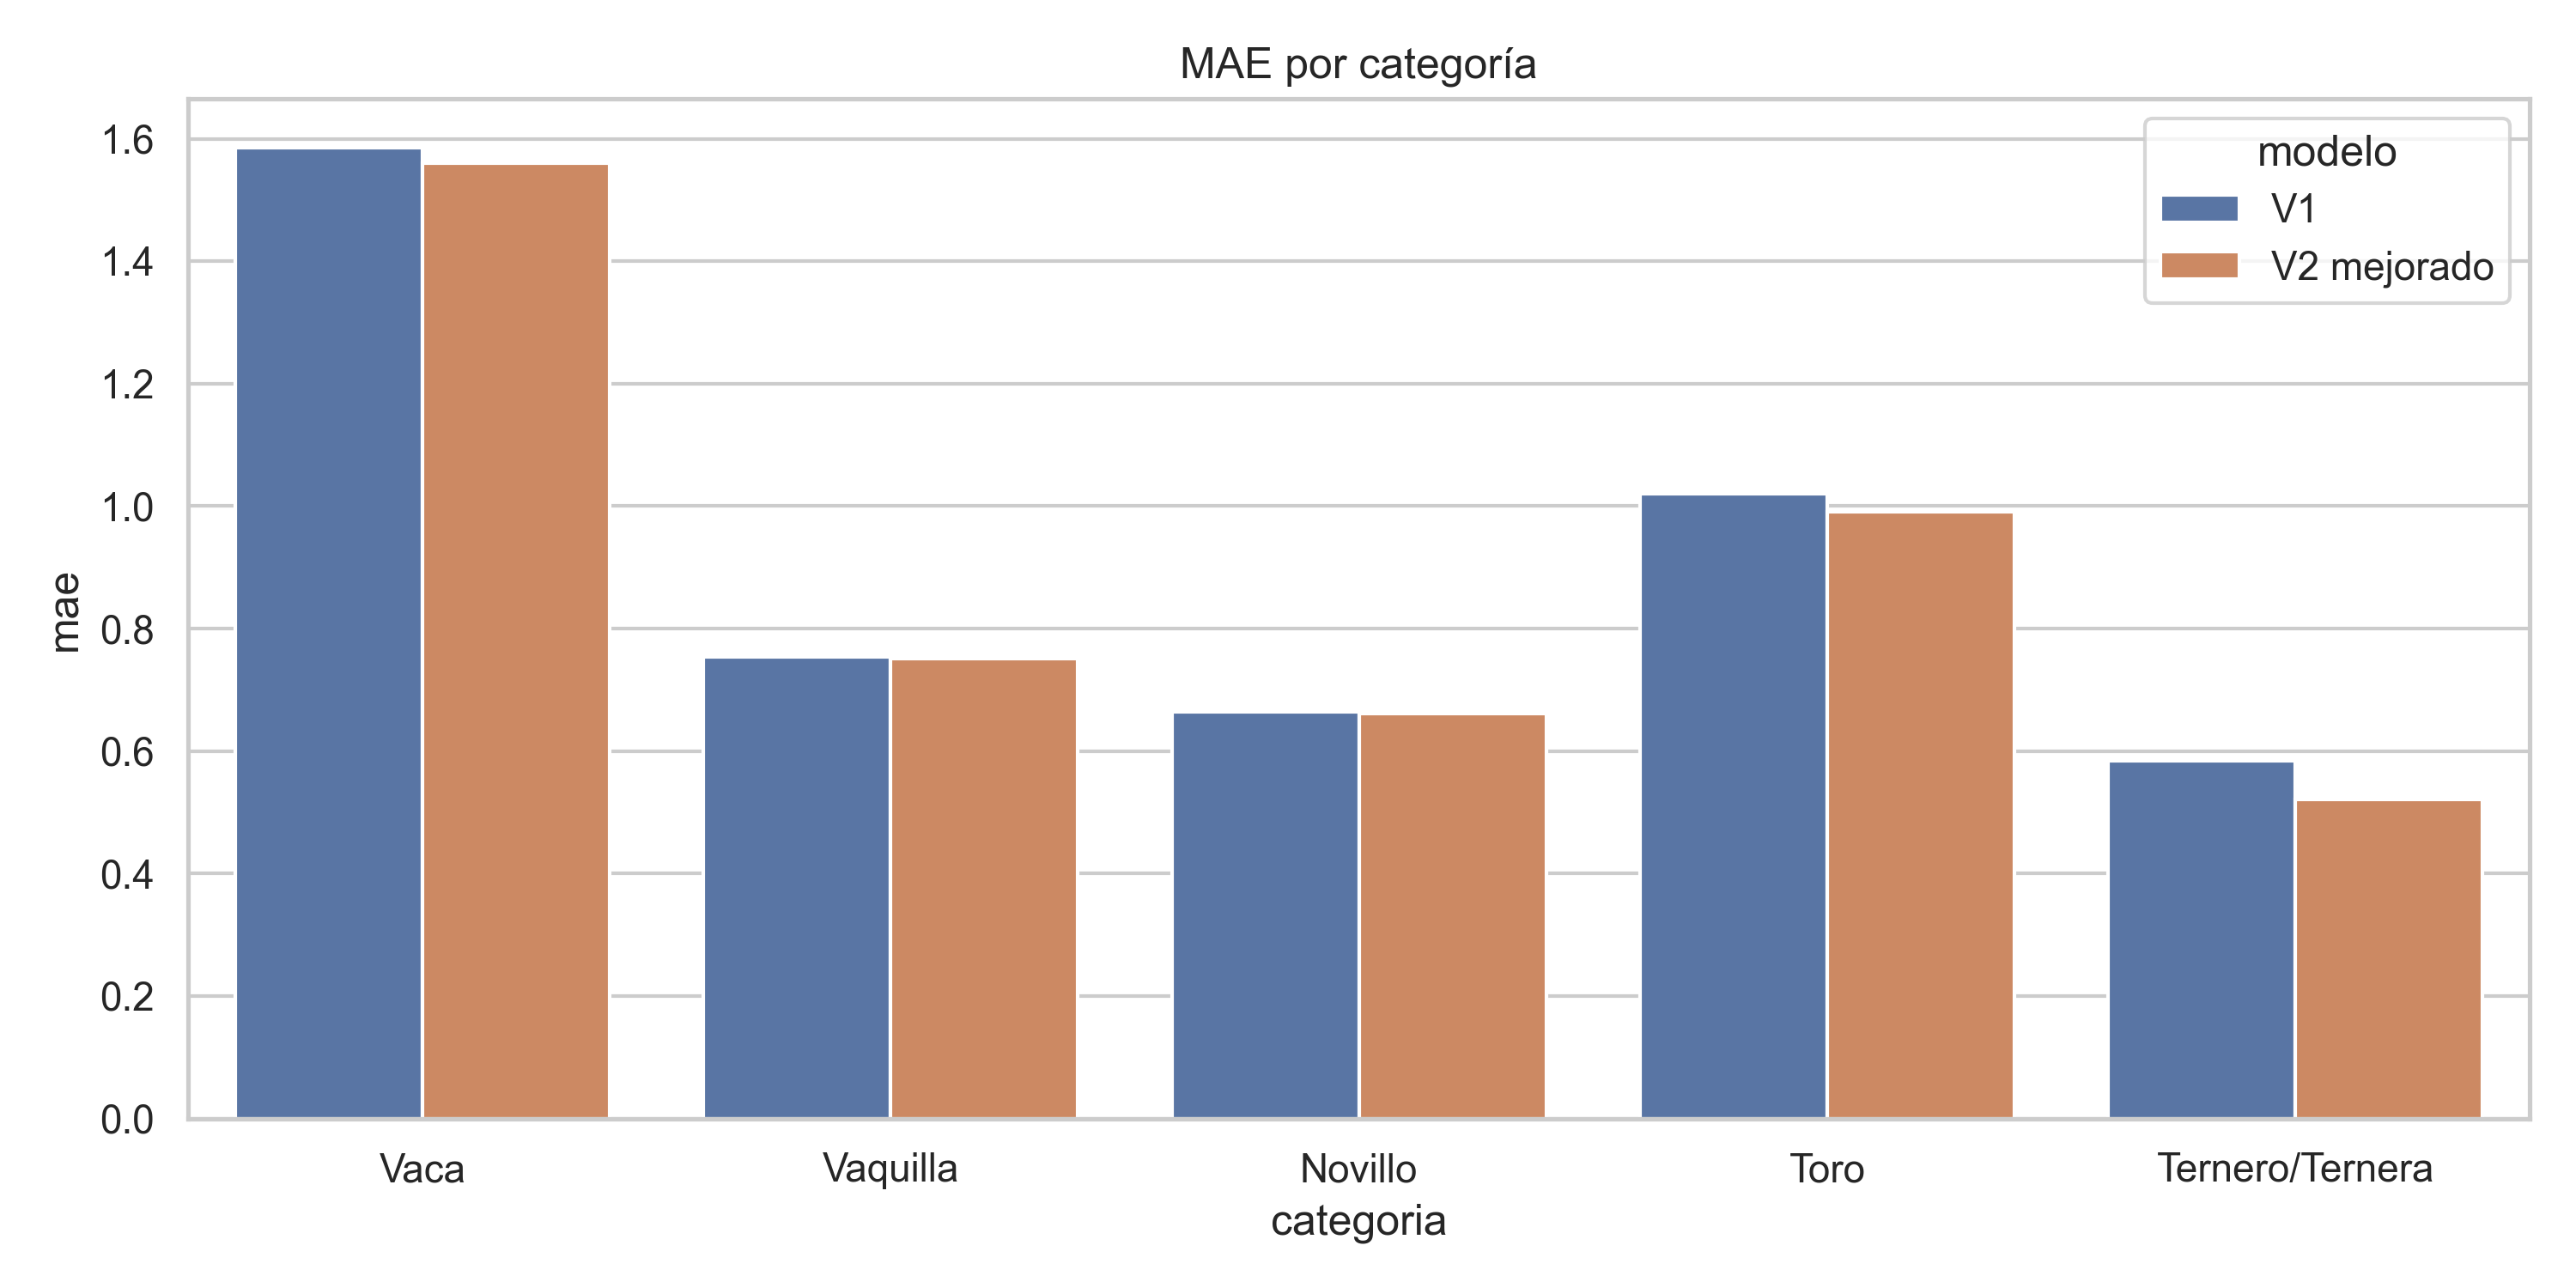 MAE por categoría
modelo
V1
V2 mejorado
mae
1.6
1.4
1.2
1.0
0.8
0.6
0.4
0.2
0.0
Vaca
Vaquilla
Novillo
Toro
Ternero/Ternera
categoria